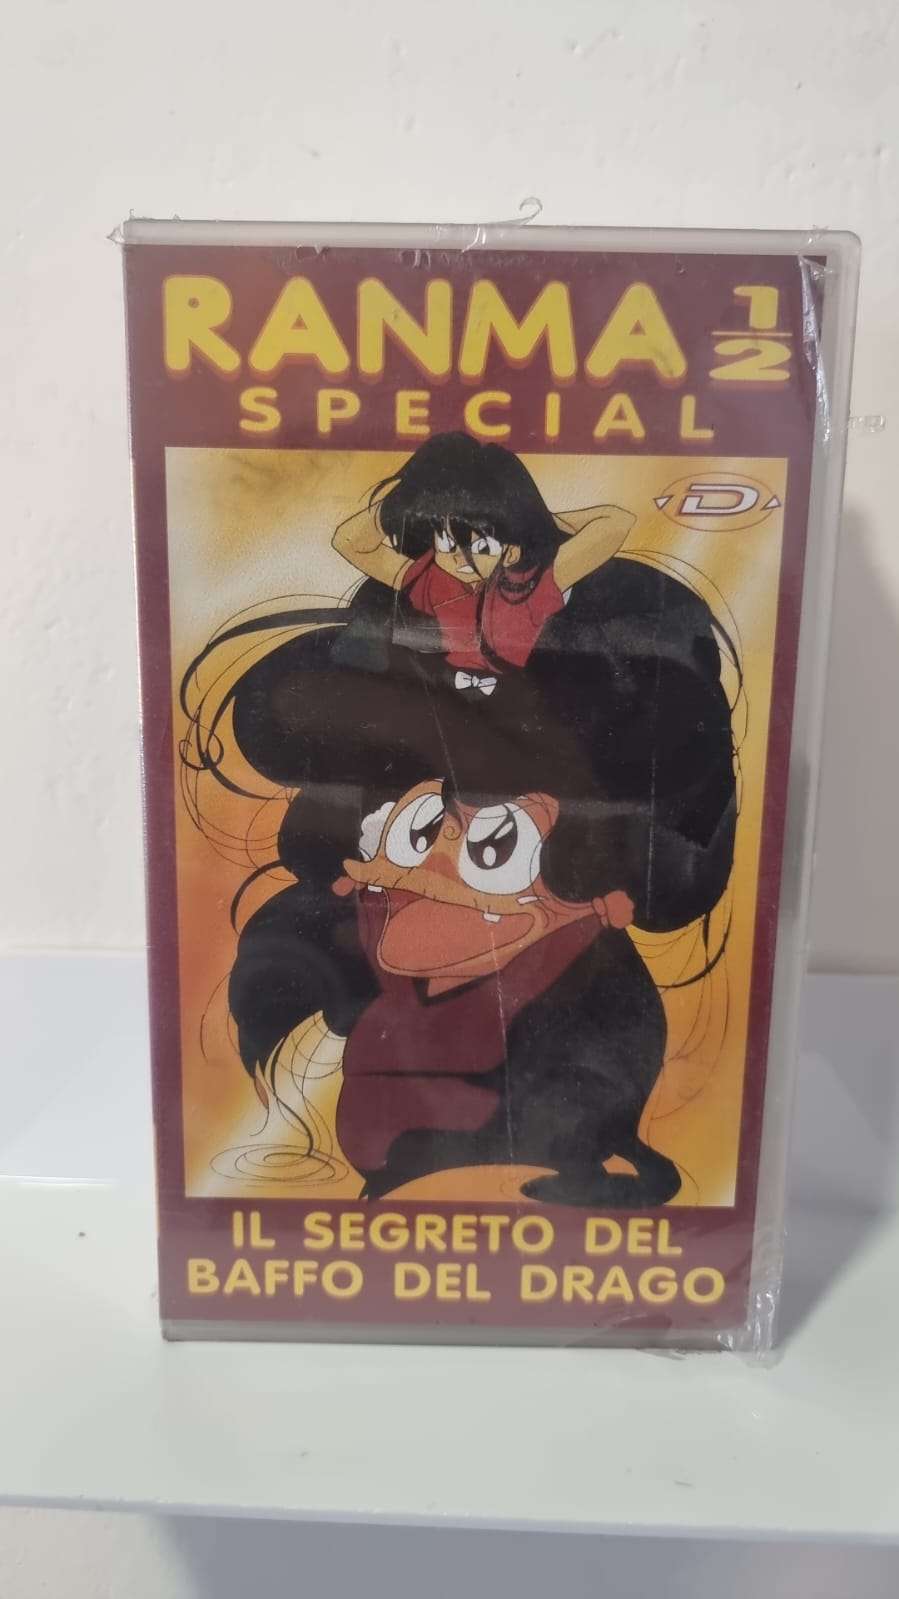 RANMA 1/2
SPECIAL
D
IL SEGRETO DEL
BAFFO DEL DRAGO